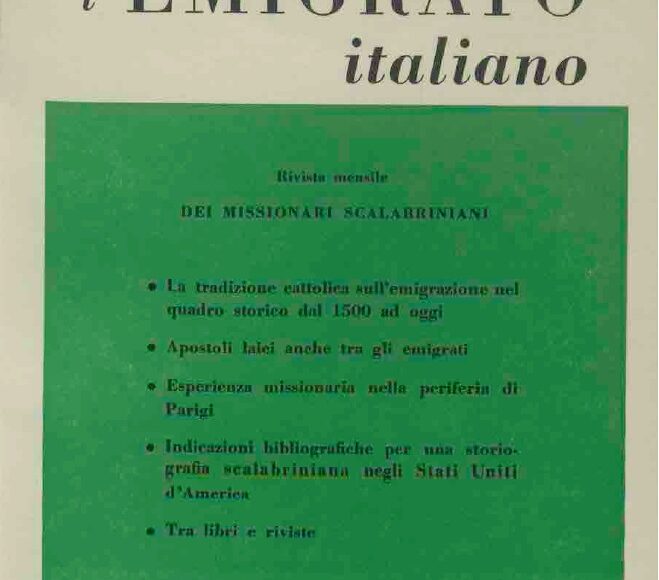 l'EMIGRATO
italiano
Rivista mensile
DEI MISSIONARI SCALABRINIANI
• La tradizione cattolica sull'emigrazione nel
quadro storico dal 1500 ad oggi
• Apostoli laici anche tra gli emigrati
• Esperienza missionaria nella periferia di
Parigi
• Indicazioni bibliografiche per una storio-
grafia scalabriniana negli Stati Uniti
d'America
• Tra libri e riviste